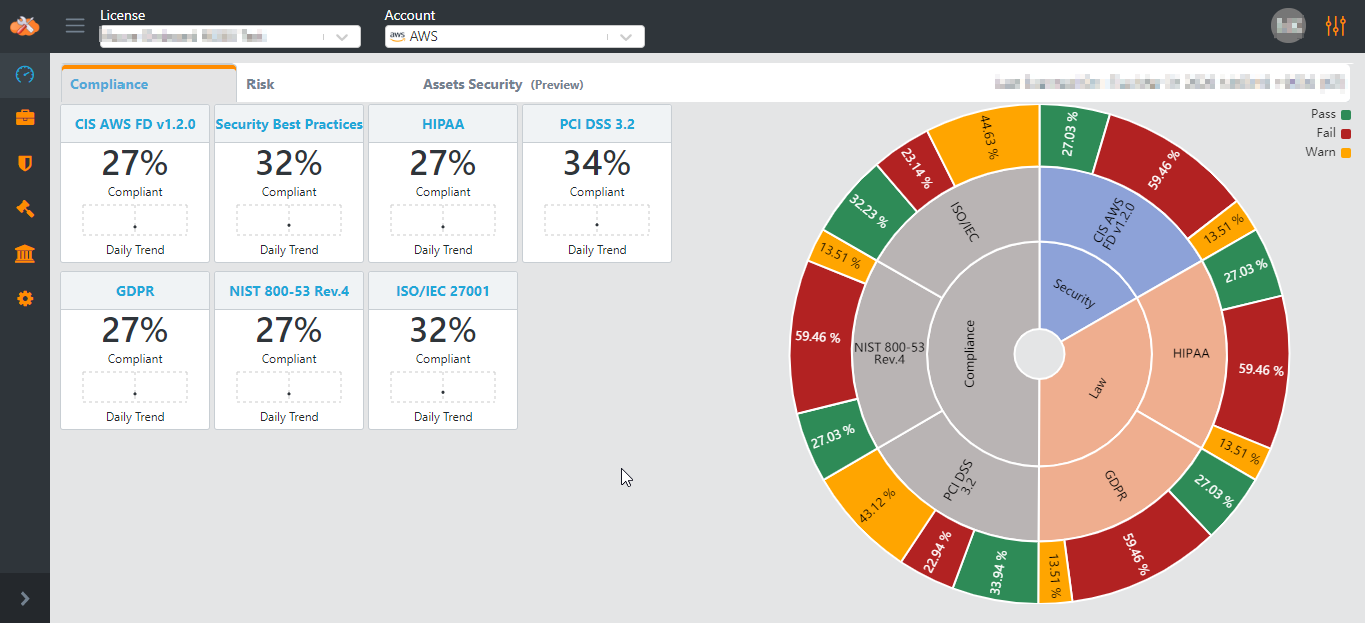 License
Account
aws AWS
Compliance
Risk
Assets Security (Preview)
CIS AWS FD v1.2.0
27%
Compliant
Daily Trend
Security Best Practices
32%
Compliant
Daily Trend
HIPAA
27%
Compliant
Daily Trend
PCI DSS 3.2
34%
Compliant
Daily Trend
GDPR
27%
Compliant
Daily Trend
NIST 800-53 Rev.4
27%
Compliant
Daily Trend
ISO/IEC 27001
32%
Compliant
Daily Trend
Pass
Fail
Warn
27.03 %
59.46 %
13.51 %
27.03 %
59.46 %
13.51 %
27.03 %
59.46 %
13.51 %
33.94 %
22.94 %
43.12 %
27.03 %
59.46 %
13.51 %
32.23 %
23.14 %
44.63 %
CIS AWS
FD v1.2.0
HIPAA
GDPR
PCI DSS
3.2
NIST 800-53
Rev.4
ISO/IEC
Security
Law
Compliance